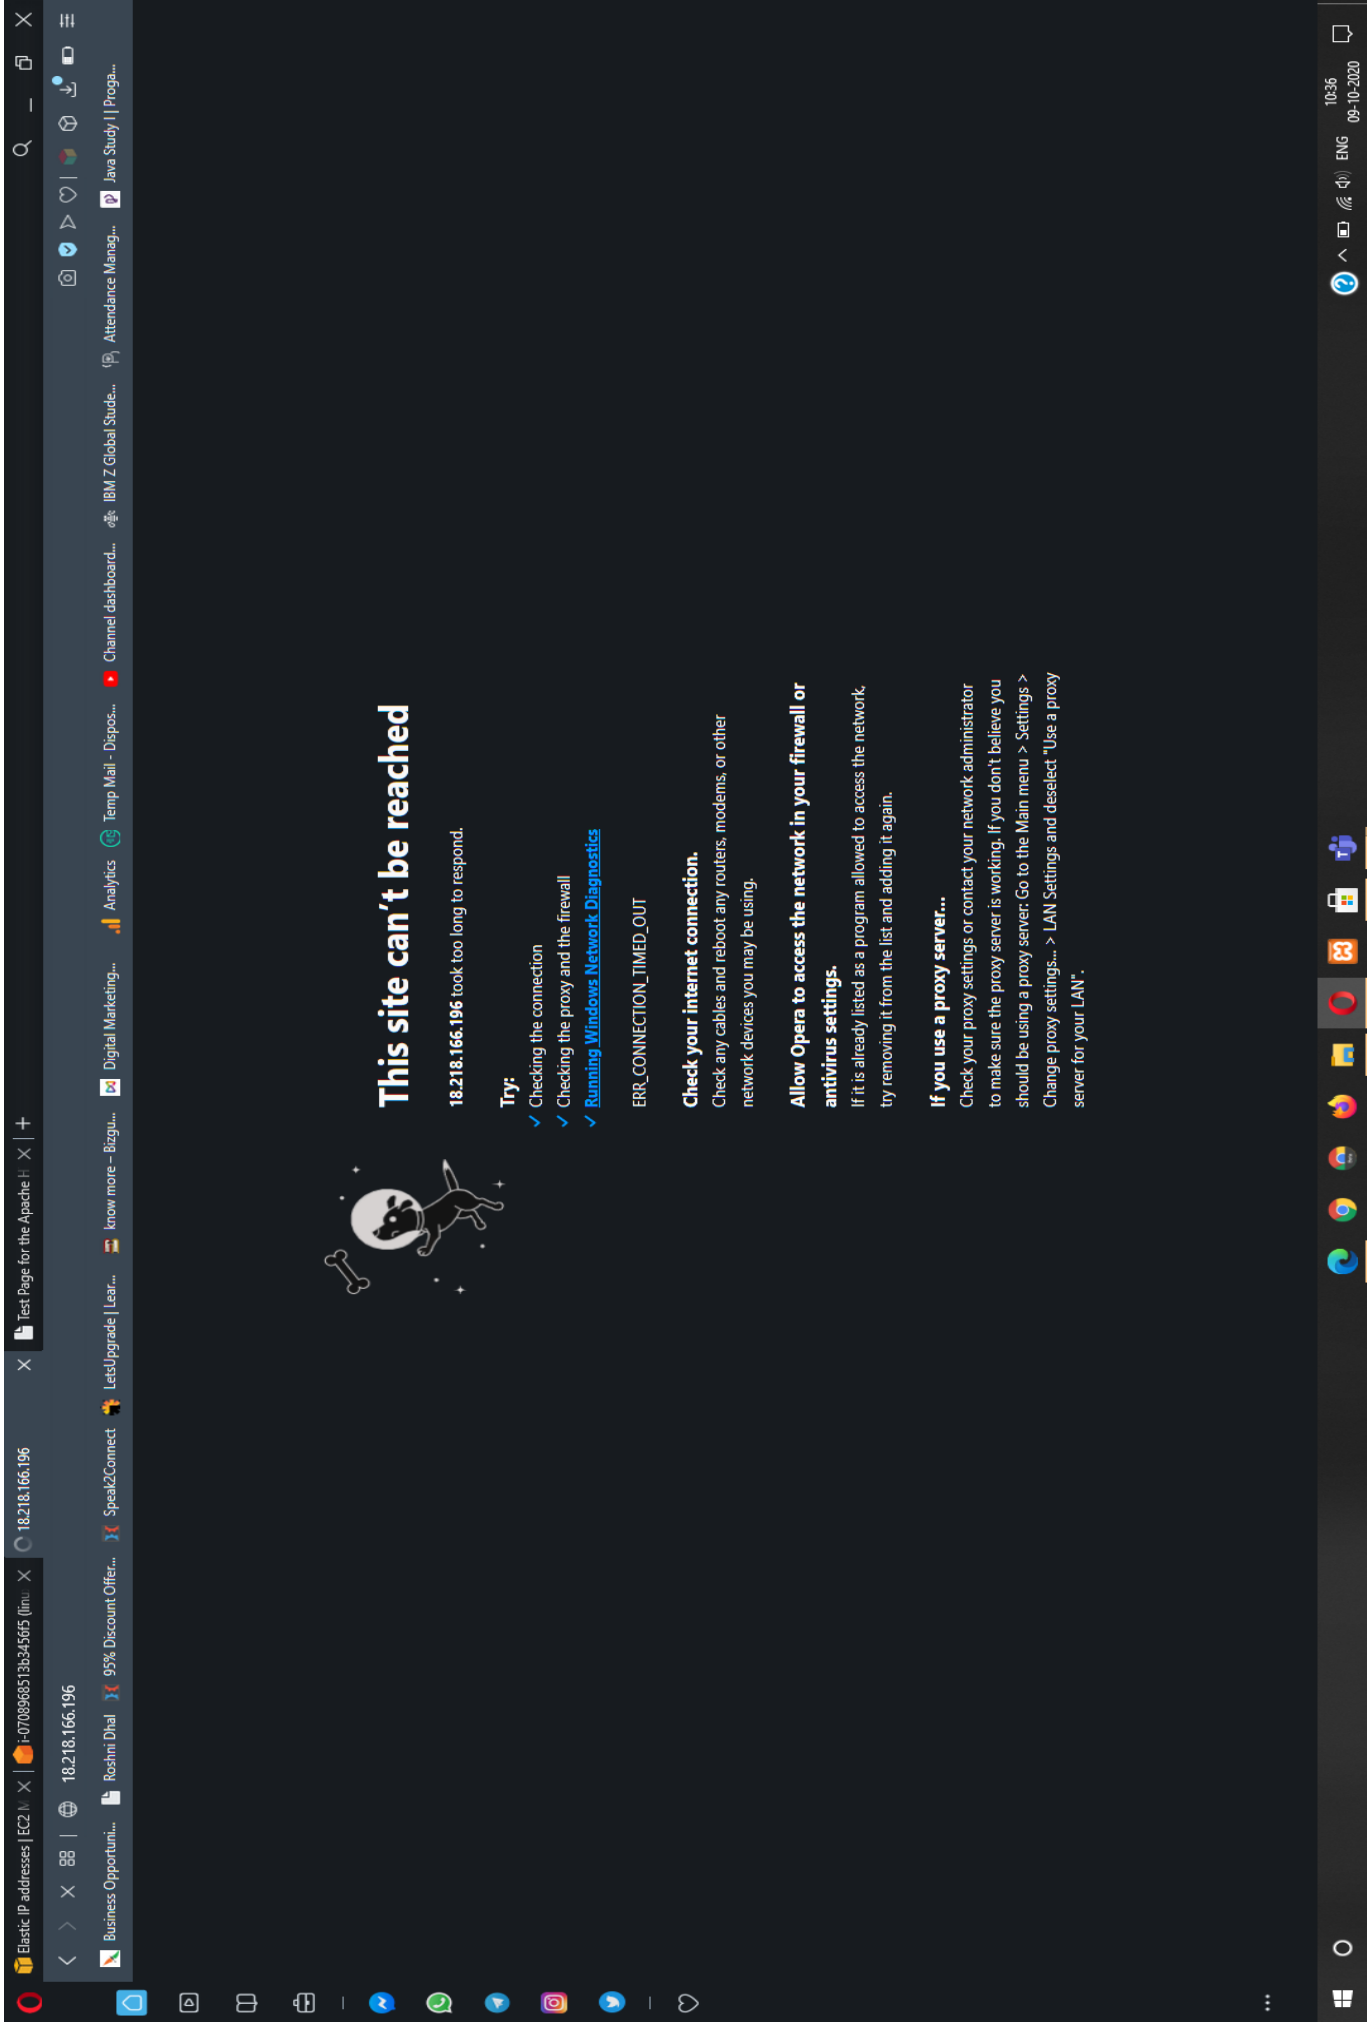 Elastic IP addresses | EC2 M
i-0708968513b3456f5 (linu
18.218.166.196
Test Page for the Apache H
18.218.166.196
Business Opportuni...
Roshni Dhal
95% Discount Offer...
Speak2Connect
LetsUpgrade | Lear...
know more – Bizgu...
Digital Marketing...
Analytics
Temp Mail - Dispos...
Channel dashboard...
IBM Z Global Stude...
Attendance Manag...
Java Study I | Proga...
This site can’t be reached
18.218.166.196 took too long to respond.
Try:
Checking the connection
Checking the proxy and the firewall
Running Windows Network Diagnostics
ERR_CONNECTION_TIMED_OUT
Check your internet connection.
Check any cables and reboot any routers, modems, or other
network devices you may be using.
Allow Opera to access the network in your firewall or
antivirus settings.
If it is already listed as a program allowed to access the network,
try removing it from the list and adding it again.
If you use a proxy server...
Check your proxy settings or contact your network administrator
to make sure the proxy server is working. If you don't believe you
should be using a proxy server: Go to the Main menu > Settings >
Change proxy settings... > LAN Settings and deselect "Use a proxy
server for your LAN".
ENG
10:36
09-10-2020